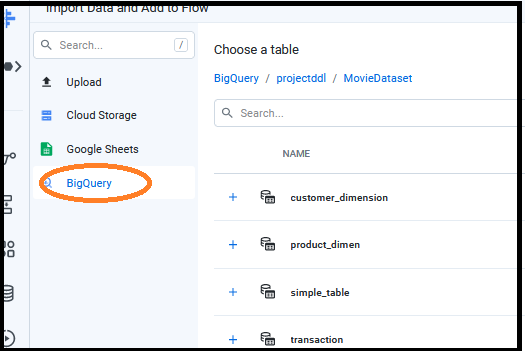 Import Data and Add to Flow
Search...
/
Upload
Cloud Storage
Google Sheets
BigQuery
Choose a table
BigQuery / projectddl / MovieDataset
Search...
NAME
+ customer_dimension
+ product_dimen
+ simple_table
+ transaction